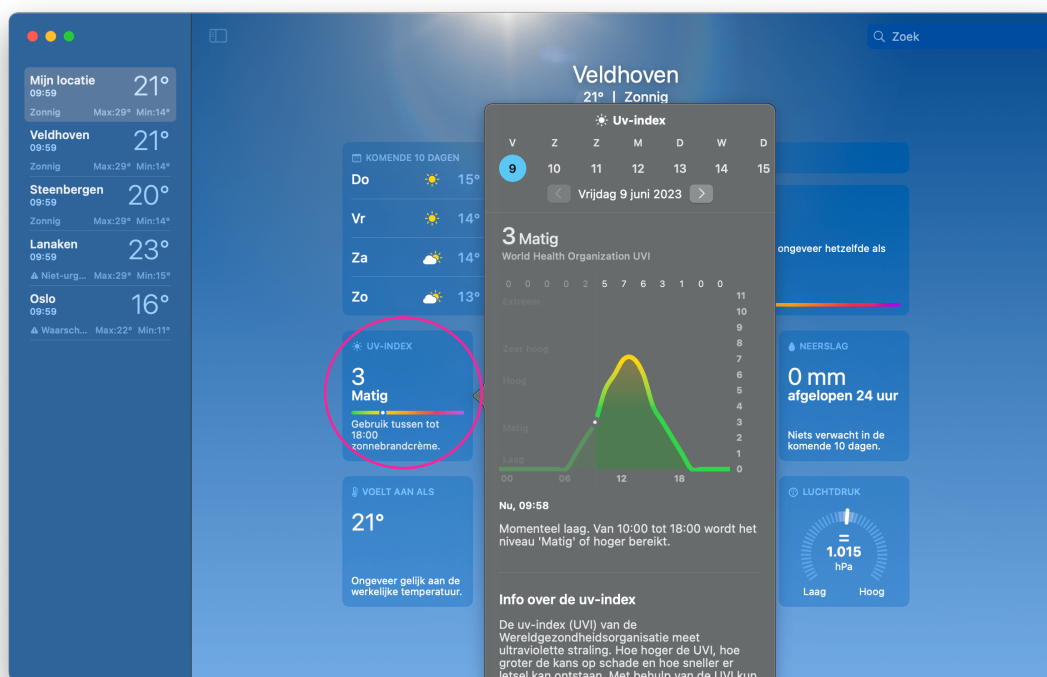 Zoek
Mijn locatie
21°
09:59
Zonnig
Max:29° Min:14°
Veldhoven
21°
09:59
Zonnig
Max:29° Min:14°
Steenbergen
20°
09:59
Zonnig
Max:29° Min:14°
Lanaken
23°
09:59
Niet-urg... Max:29° Min:15°
Oslo
16°
09:59
Waarsch... Max:22° Min:11°
Veldhoven
21° | Zonnig
KOMENDE 10 DAGEN
Do 15°
Vr 14°
Za 14°
Zo 13°
UV-INDEX
3
Matig
Gebruik tussen tot
18:00
zonnebrandcrème.
VOELT AAN ALS
21°
Ongeveer gelijk aan de
werkelijke temperatuur.
Uv-index
V Z Z M D W D
9 10 11 12 13 14 15
Vrijdag 9 juni 2023
3 Matig
World Health Organization UVI
0 0 0 0 2 5 7 6 3 1 0 0
Extreem
Zeer hoog
Hoog
Matig
Laag
11
10
9
8
7
6
5
4
3
2
1
0
00 06 12 18
Nu, 09:58
Momenteel laag. Van 10:00 tot 18:00 wordt het
niveau 'Matig' of hoger bereikt.
Info over de uv-index
De uv-index (UVI) van de
Wereldgezondheidsorganisatie meet
ultraviolette straling. Hoe hoger de UVI, hoe
groter de kans op schade en hoe sneller er
letsel kan ontstaan. Met behulp van de UVI kun
ongeveer hetzelfde als
NEERSLAG
0 mm
afgelopen 24 uur
Niets verwacht in de
komende 10 dagen.
LUCHTDRUK
=
1.015
hPa
Laag Hoog